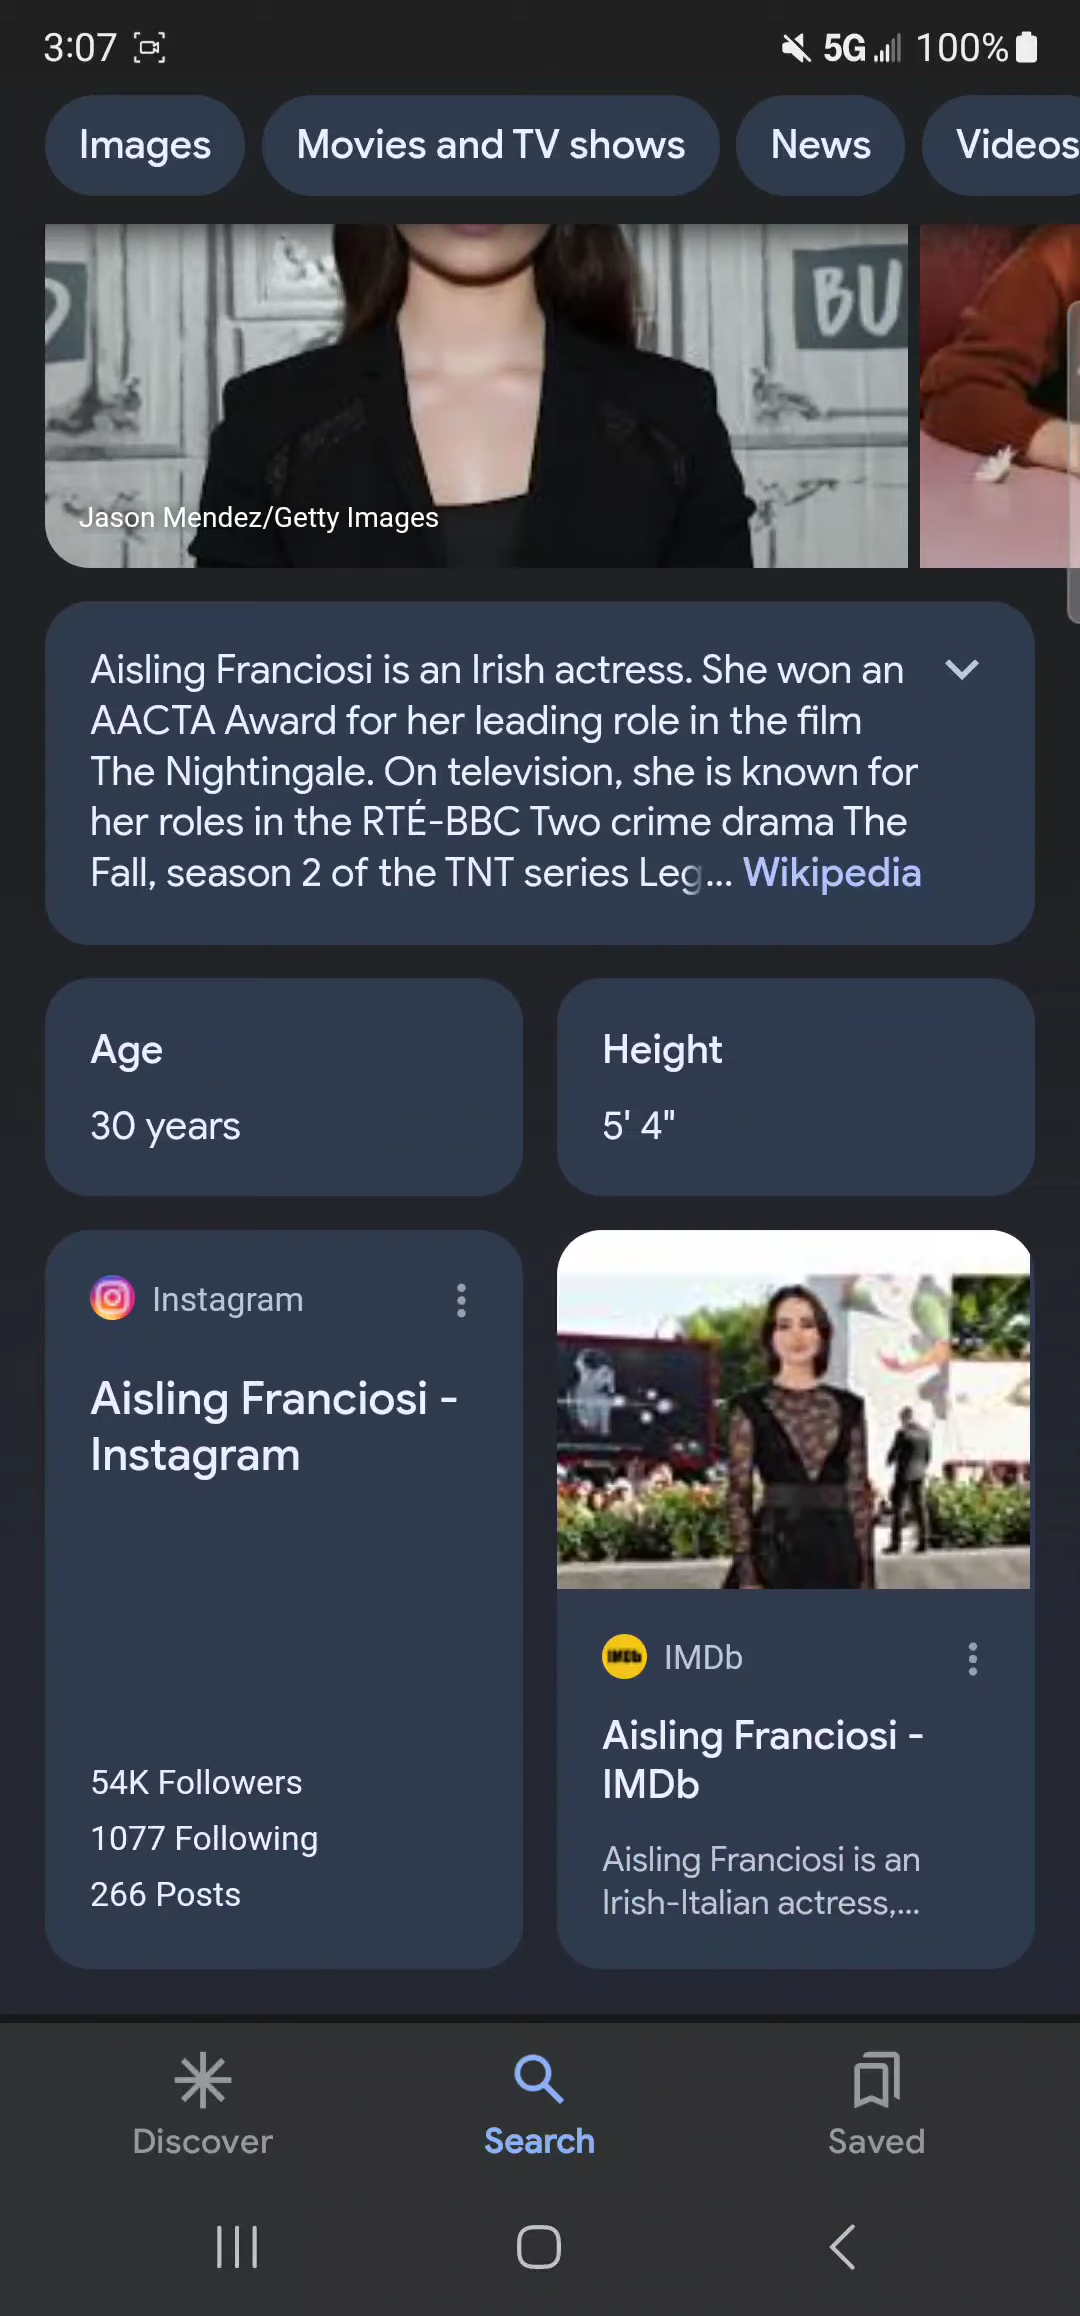 3:07
5G 100%
Images
Movies and TV shows
News
Videos
BU
Jason Mendez/Getty Images
Aisling Franciosi is an Irish actress. She won an
AACTA Award for her leading role in the film
The Nightingale. On television, she is known for
her roles in the RTÉ-BBC Two crime drama The
Fall, season 2 of the TNT series Leg... Wikipedia
Age
30 years
Height
5' 4"
Instagram
Aisling Franciosi -
Instagram
54K Followers
1077 Following
266 Posts
IMDb
IMDb
Aisling Franciosi -
IMDb
Aisling Franciosi is an
Irish-Italian actress,...
Discover
Search
Saved